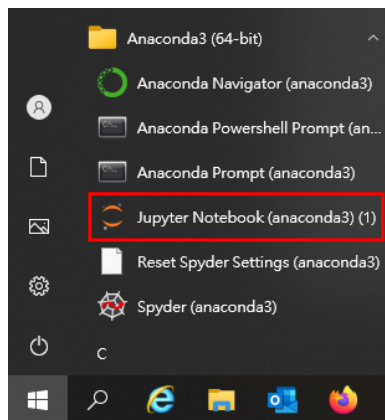 Anaconda3 (64-bit)
Anaconda Navigator (anaconda3)
Anaconda Powershell Prompt (an...
Anaconda Prompt (anaconda3)
Jupyter Notebook (anaconda3) (1)
Reset Spyder Settings (anaconda3)
Spyder (anaconda3)
C